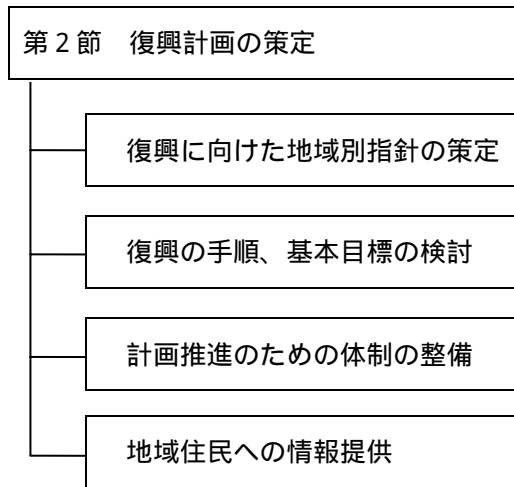 第２節　復興計画の策定
復興に向けた地域別指針の策定
復興の手順、基本目標の検討
計画推進のための体制の整備
地域住民への情報提供